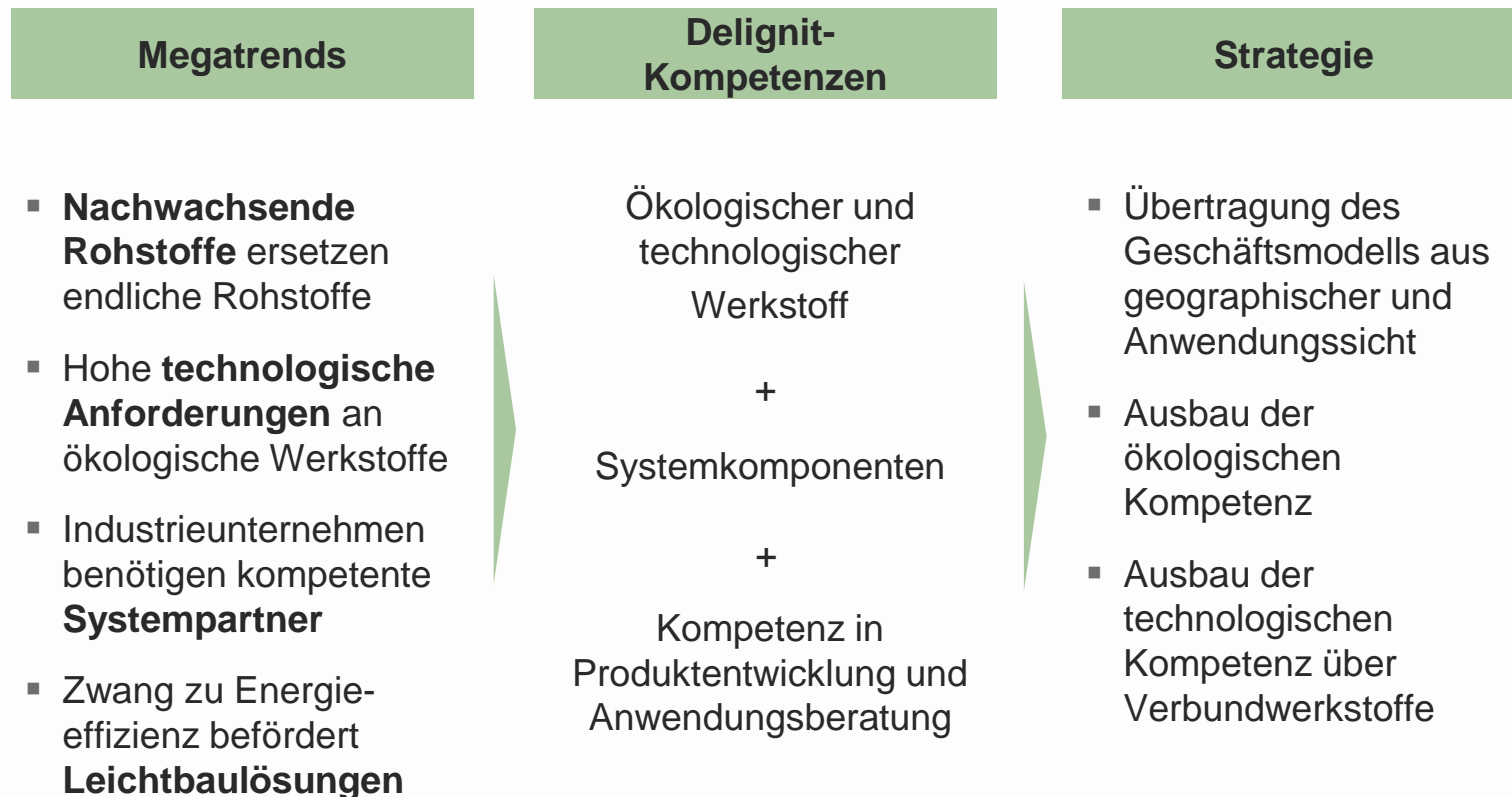 Megatrends
Nachwachsende
Rohstoffe ersetzen
endliche Rohstoffe
Hohe technologische
Anforderungen an
ökologische Werkstoffe
Industrieunternehmen
benötigen kompetente
Systempartner
Zwang zu Energie-
effizienz befördert
Leichtbaulösungen
Delignit-
Kompetenzen
Ökologischer und
technologischer
Werkstoff
+
Systemkomponenten
+
Kompetenz in
Produktentwicklung und
Anwendungsberatung
Strategie
Übertragung des
Geschäftsmodells aus
geographischer und
Anwendungssicht
Ausbau der
ökologischen
Kompetenz
Ausbau der
technologischen
Kompetenz über
Verbundwerkstoffe